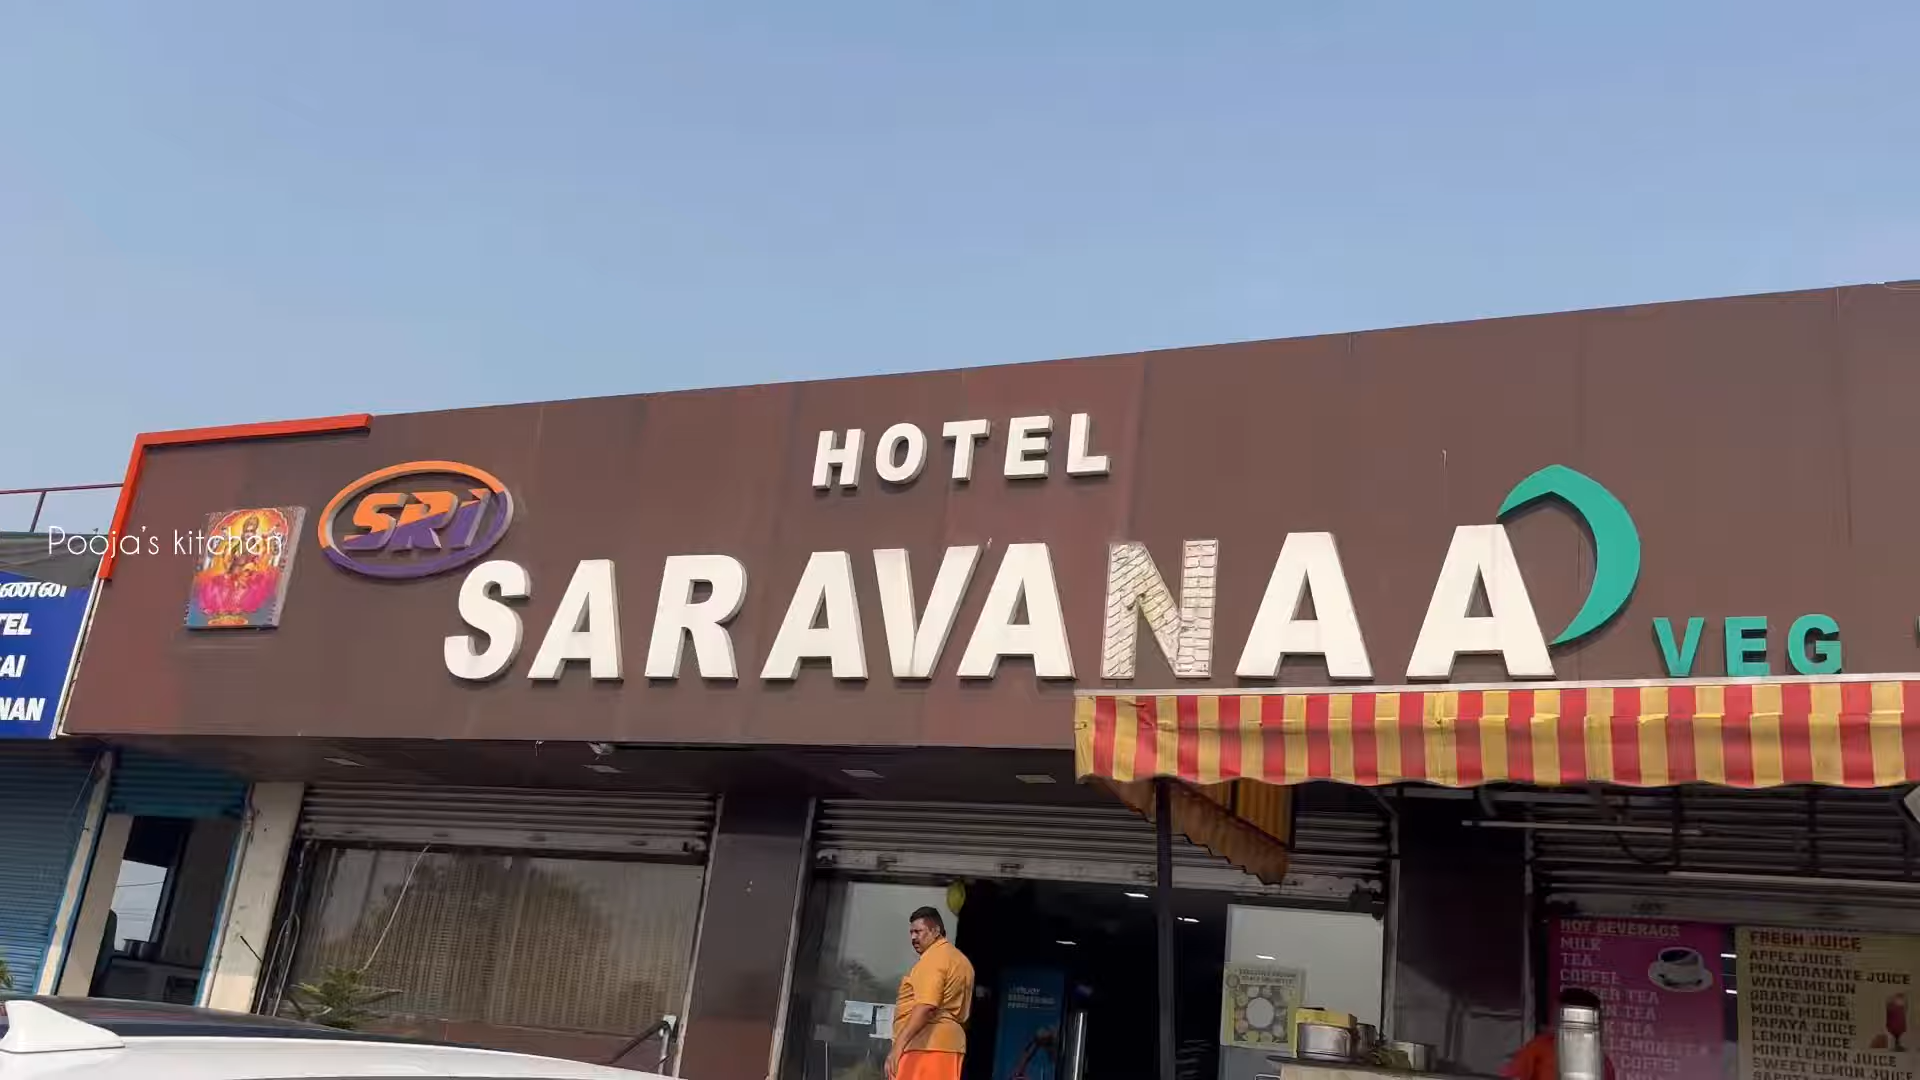 HOTEL
SRI
SARAVANAA
VEG
Pooja's kitchen
TEL
NAN
HOT BEVERAGS
MILK
TEA
COFFEE
FRESH JUICE
APPLE JUICE
POMAGRANATE JUICE
WATERMELON
GRAPE JUICE
MUSK MELON
PAPAYA JUICE
LEMON JUICE
MINT LEMON JUICE
SWEET LEMON JUICE